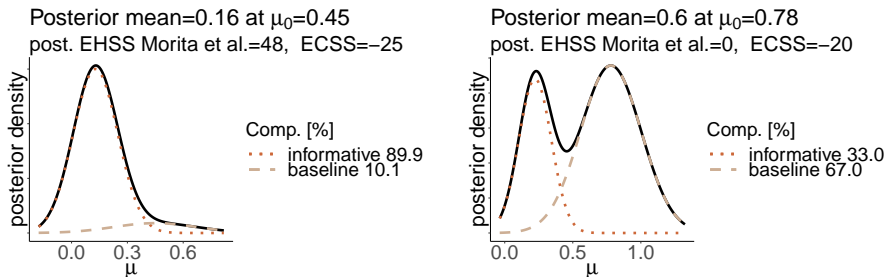 Posterior mean=0.16 at μ0=0.45
post. EHSS Morita et al.=48, ECSS=−25
posterior density
Comp. [%]
informative 89.9
baseline 10.1
0.0 0.3 0.6
μ
Posterior mean=0.6 at μ0=0.78
post. EHSS Morita et al.=0, ECSS=−20
posterior density
Comp. [%]
informative 33.0
baseline 67.0
0.0 0.5 1.0
μ